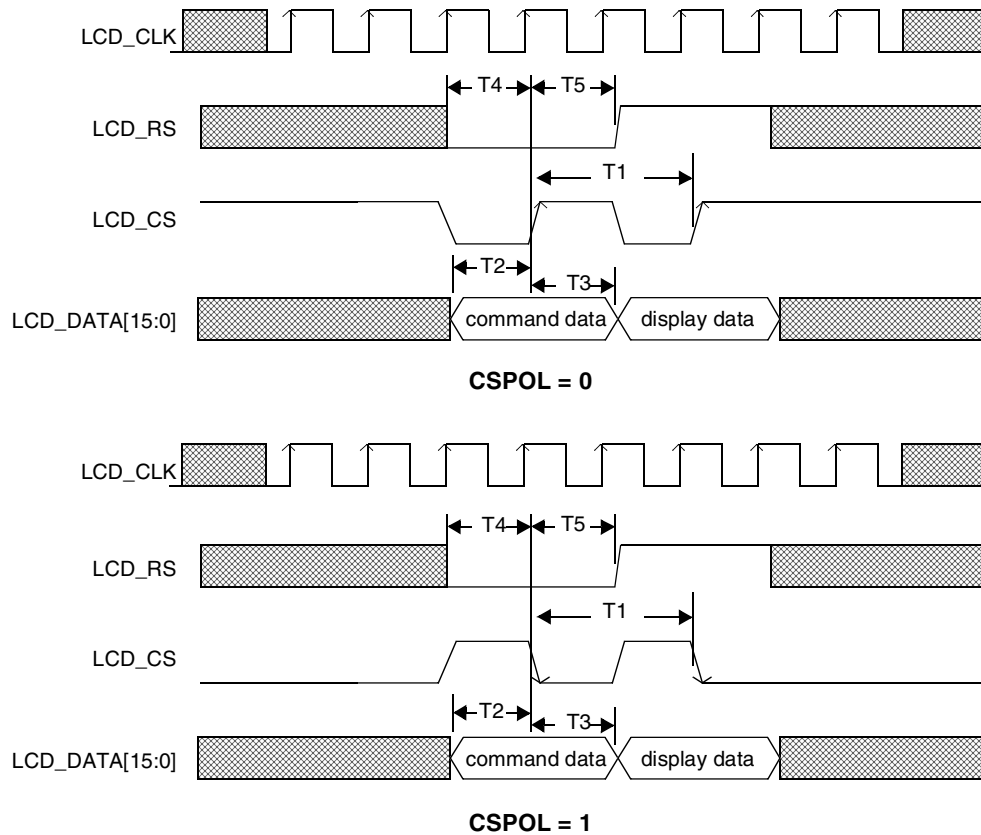 LCD_CLK
T4 T5
LCD_RS
T1
LCD_CS
T2 T3
LCD_DATA[15:0] command data display data
CSPOL = 0
LCD_CLK
T4 T5
LCD_RS
T1
LCD_CS
T2 T3
LCD_DATA[15:0] command data display data
CSPOL = 1